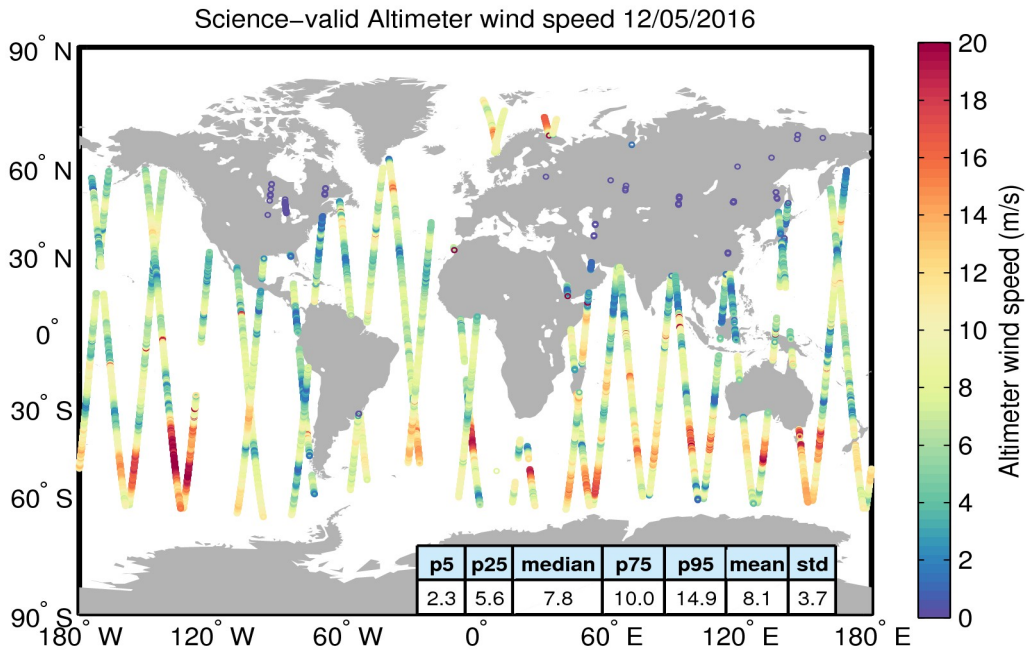 Science−valid Altimeter wind speed 12/05/2016
90° N
60° N
30° N
0°
30° S
60° S
90° S
180° W
120° W
60° W
0°
60° E
120° E
180° E
p5 p25 median p75 p95 mean std
2.3 5.6 7.8 10.0 14.9 8.1 3.7
20
18
16
14
12
10
8
6
4
2
0
Altimeter wind speed (m/s)